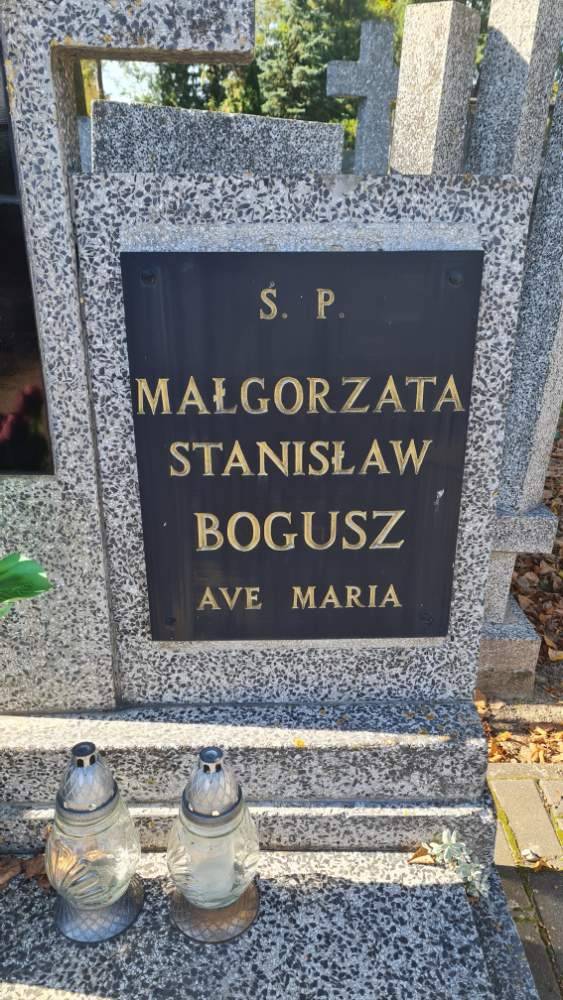 Ś. P.
MAŁGORZATA
STANISŁAW
BOGUSZ
AVE MARIA